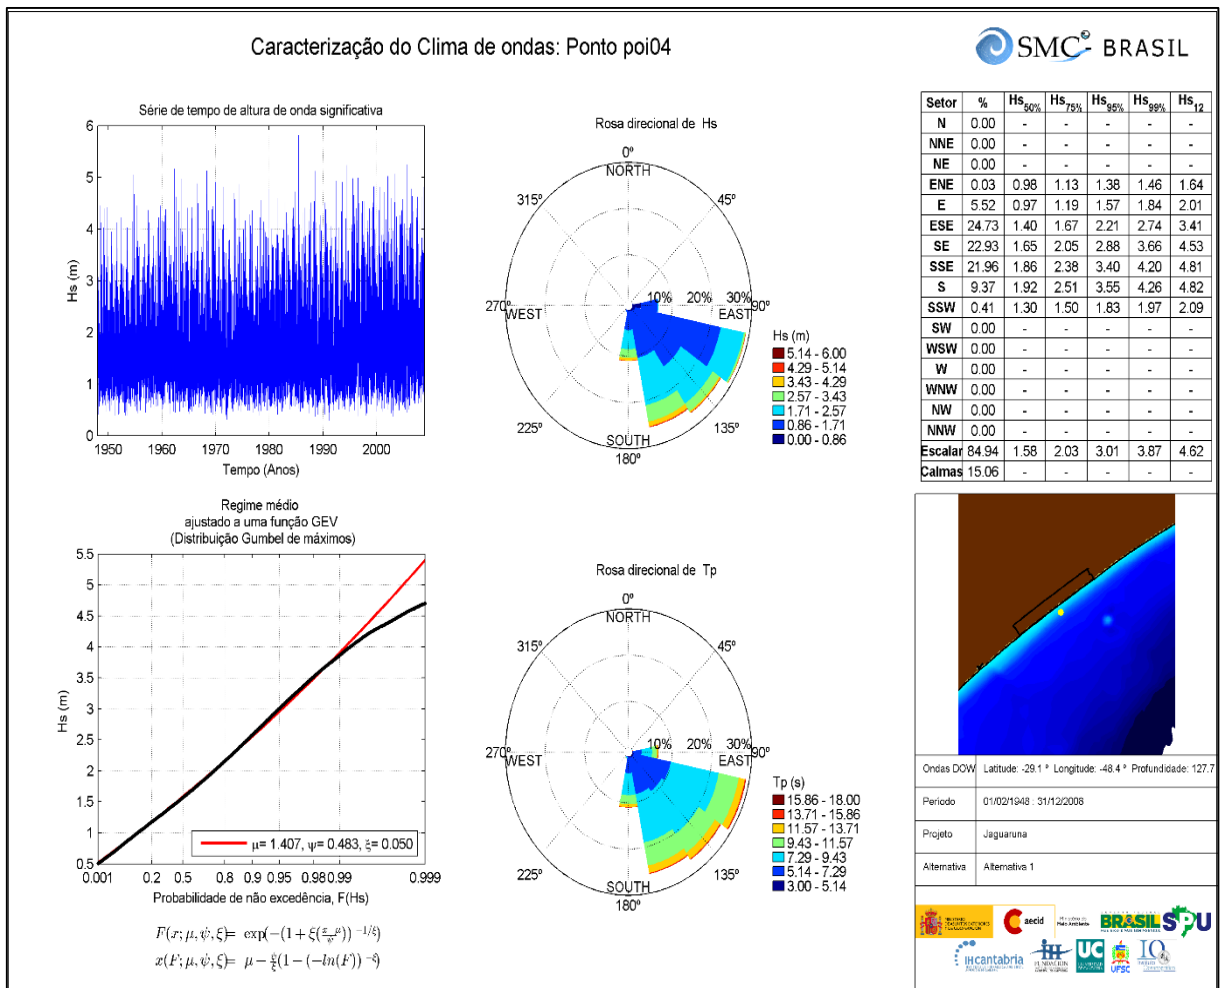 Caracterização do Clima de ondas: Ponto poi04
SMC BRASIL
Série de tempo de altura de onda significativa
Hs (m)
6
5
4
3
2
1
0
1950 1960 1970 1980 1990 2000
Tempo (Anos)
Rosa direcional de Hs
0º
NORTH
315º 45º
270º WEST 10% 20% 30% 90º EAST
225º 135º
SOUTH
180º
Hs (m)
5.14 - 6.00
4.29 - 5.14
3.43 - 4.29
2.57 - 3.43
1.71 - 2.57
0.86 - 1.71
0.00 - 0.86
Setor % Hs50% Hs75% Hs95% Hs99% Hs12
N 0.00 - - - - -
NNE 0.00 - - - - -
NE 0.00 - - - - -
ENE 0.03 0.98 1.13 1.38 1.46 1.64
E 5.52 0.97 1.19 1.57 1.84 2.01
ESE 24.73 1.40 1.67 2.21 2.74 3.41
SE 22.93 1.65 2.05 2.88 3.66 4.53
SSE 21.96 1.86 2.38 3.40 4.20 4.81
S 9.37 1.92 2.51 3.55 4.26 4.82
SSW 0.41 1.30 1.50 1.83 1.97 2.09
SW 0.00 - - - - -
WSW 0.00 - - - - -
W 0.00 - - - - -
WNW 0.00 - - - - -
NW 0.00 - - - - -
NNW 0.00 - - - - -
Escalar 84.94 1.58 2.03 3.01 3.87 4.62
Calmas 15.06 - - - - -
Regime médio
ajustado a uma função GEV
(Distribuição Gumbel de máximos)
Hs (m)
5.5
5
4.5
4
3.5
3
2.5
2
1.5
1
0.5
μ= 1.407, ψ= 0.483, ξ= 0.050
0.001 0.2 0.5 0.8 0.9 0.95 0.98 0.99 0.999
Probabilidade de não excedência, F(Hs)
F(x; μ, ψ, ξ)= exp(−(1 + ξ(x−μ/ψ))^−1/ξ)
x(F; μ, ψ, ξ)= μ − ψ/ξ(1 − (−ln(F))^−ξ)
Rosa direcional de Tp
0º
NORTH
315º 45º
270º WEST 10% 20% 30% 90º EAST
225º 135º
SOUTH
180º
Tp (s)
15.86 - 18.00
13.71 - 15.86
11.57 - 13.71
9.43 - 11.57
7.29 - 9.43
5.14 - 7.29
3.00 - 5.14
Ondas DOW Latitude: -29.1 º Longitude: -48.4 º Profundidade: 127.7
Periodo 01/02/1948 : 31/12/2008
Projeto Jaguaruna
Alternativa Alternativa 1
aecid
Ministério do Meio Ambiente
BRASIL
SPU
IHcantabria
IH
FUNDACION
UC
UFSC
IO